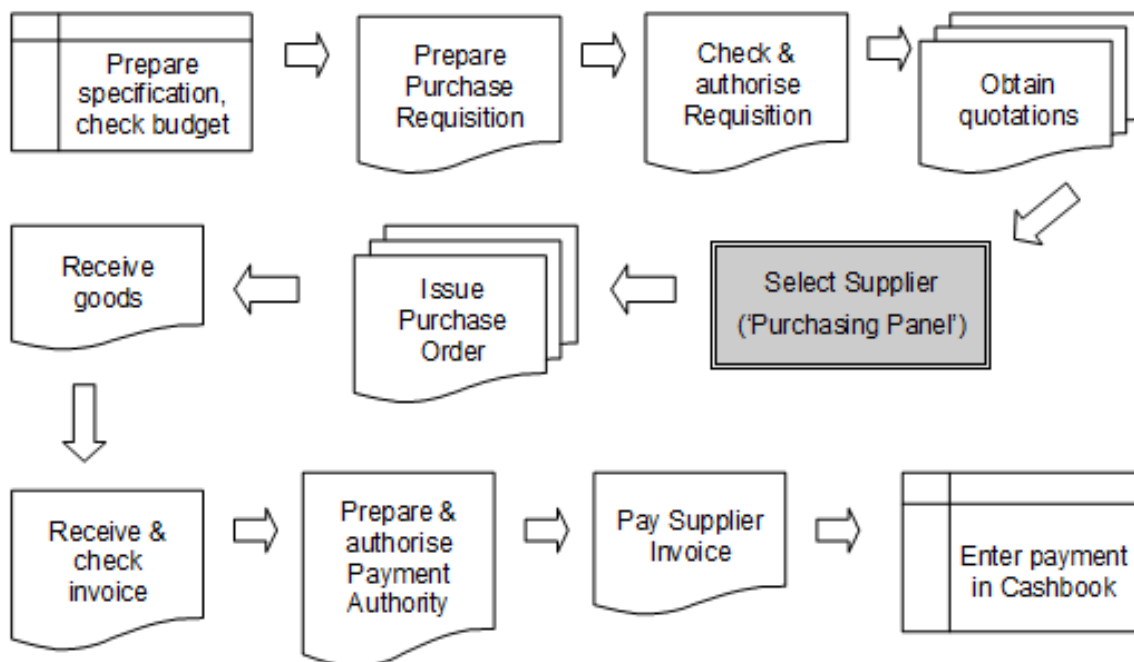 Prepare
specification,
check budget
Prepare
Purchase
Requisition
Check &
authorise
Requisition
Obtain
quotations
Select Supplier
(‘Purchasing Panel’)
Issue
Purchase
Order
Receive
goods
Receive &
check
invoice
Prepare &
authorise
Payment
Authority
Pay Supplier
Invoice
Enter payment
in Cashbook